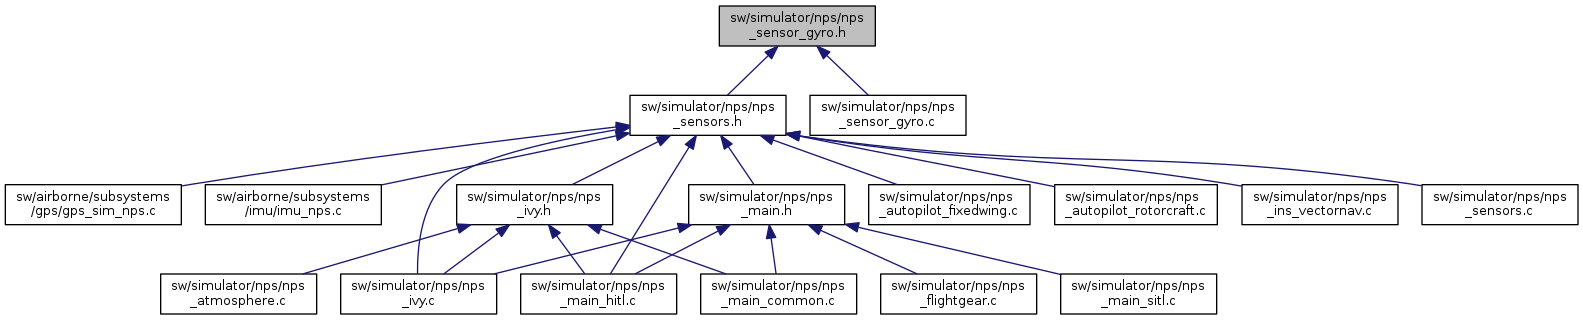 sw/simulator/nps/nps
_sensor_gyro.h
sw/simulator/nps/nps
_sensors.h
sw/simulator/nps/nps
_sensor_gyro.c
sw/airborne/subsystems
/gps/gps_sim_nps.c
sw/airborne/subsystems
/imu/imu_nps.c
sw/simulator/nps/nps
_ivy.h
sw/simulator/nps/nps
_main.h
sw/simulator/nps/nps
_autopilot_fixedwing.c
sw/simulator/nps/nps
_autopilot_rotorcraft.c
sw/simulator/nps/nps
_ins_vectornav.c
sw/simulator/nps/nps
_sensors.c
sw/simulator/nps/nps
_atmosphere.c
sw/simulator/nps/nps
_ivy.c
sw/simulator/nps/nps
_main_hitl.c
sw/simulator/nps/nps
_main_common.c
sw/simulator/nps/nps
_flightgear.c
sw/simulator/nps/nps
_main_sitl.c